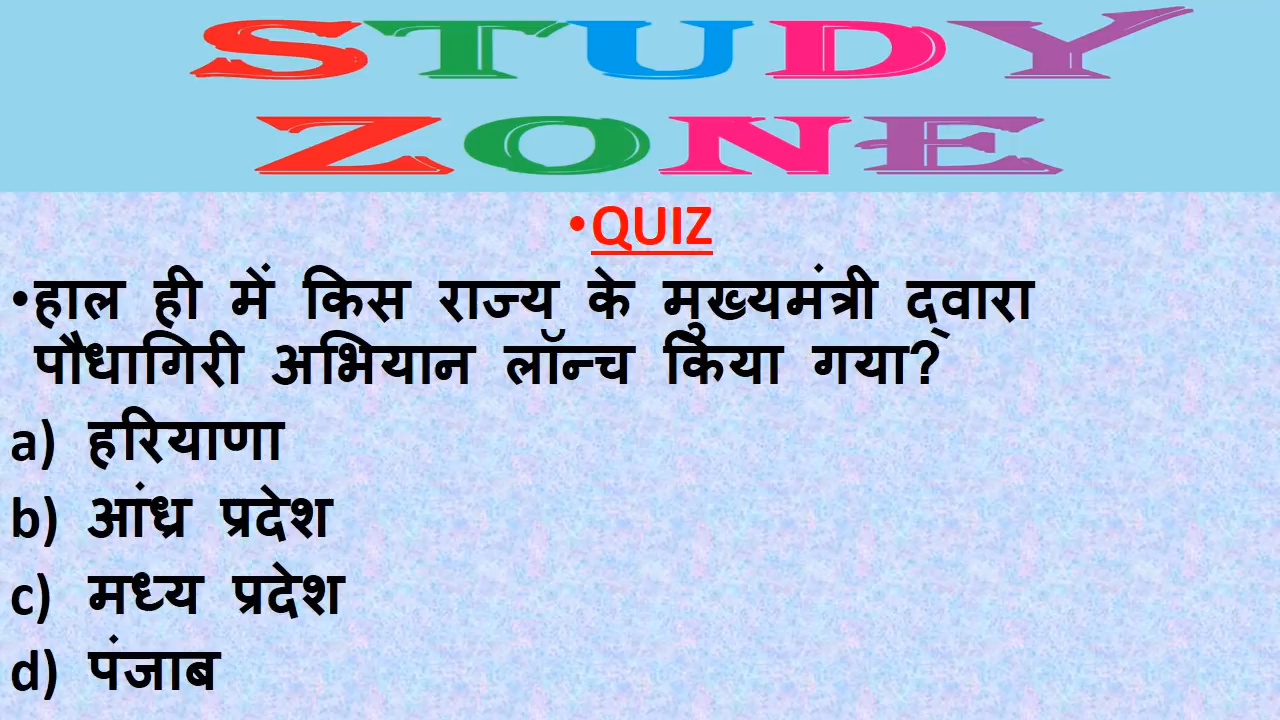 STUDY
ZONE
•QUIZ
•हाल ही में किस राज्य के मुख्यमंत्री द्वारा
पौधागिरी अभियान लॉन्च किया गया?
a) हरियाणा
b) आंध्र प्रदेश
c) मध्य प्रदेश
d) पंजाब